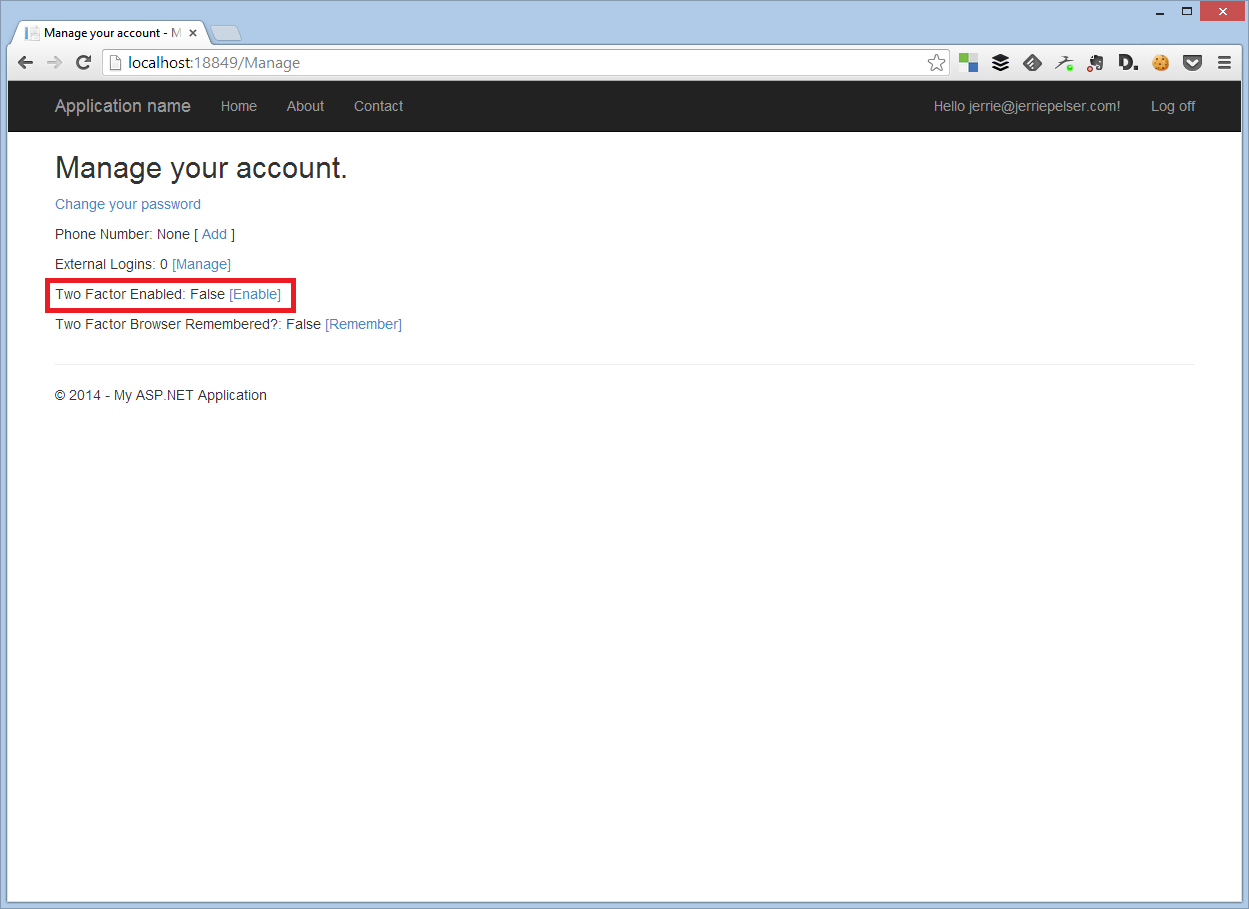 Manage your account - M
localhost:18849/Manage
D.
Application name Home About Contact Hello jerrie@jerriepelser.com! Log off
Manage your account.
Change your password
Phone Number: None [ Add ]
External Logins: 0 [Manage]
Two Factor Enabled: False [Enable]
Two Factor Browser Remembered?: False [Remember]
© 2014 - My ASP.NET Application